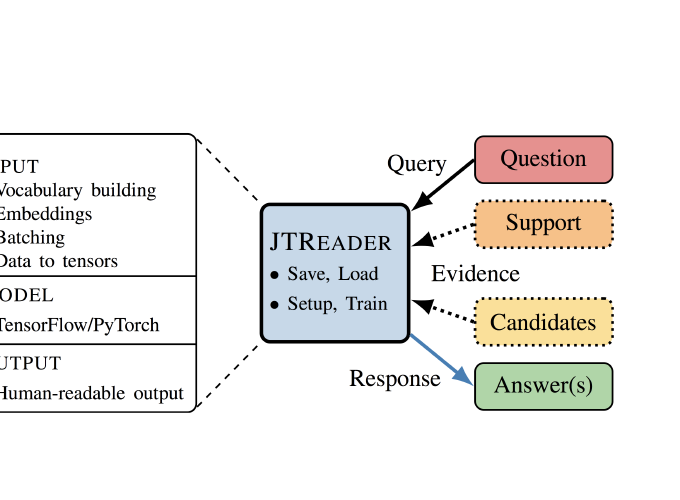 PUT
Vocabulary building
Embeddings
Batching
Data to tensors
ODEL
TensorFlow/PyTorch
UTPUT
Human-readable output
JTREADER
• Save, Load
• Setup, Train
Query
Evidence
Response
Question
Support
Candidates
Answer(s)